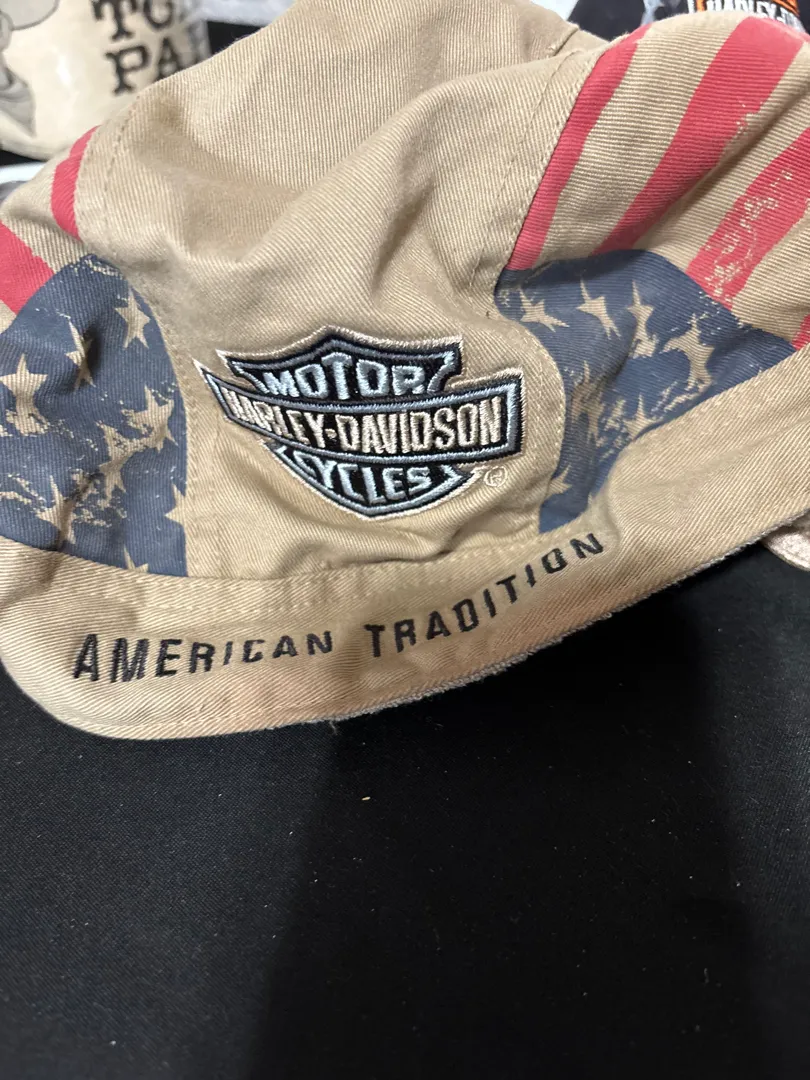 MOTOR
HARLEY-DAVIDSON
CYCLES
®
AMERICAN TRADITION